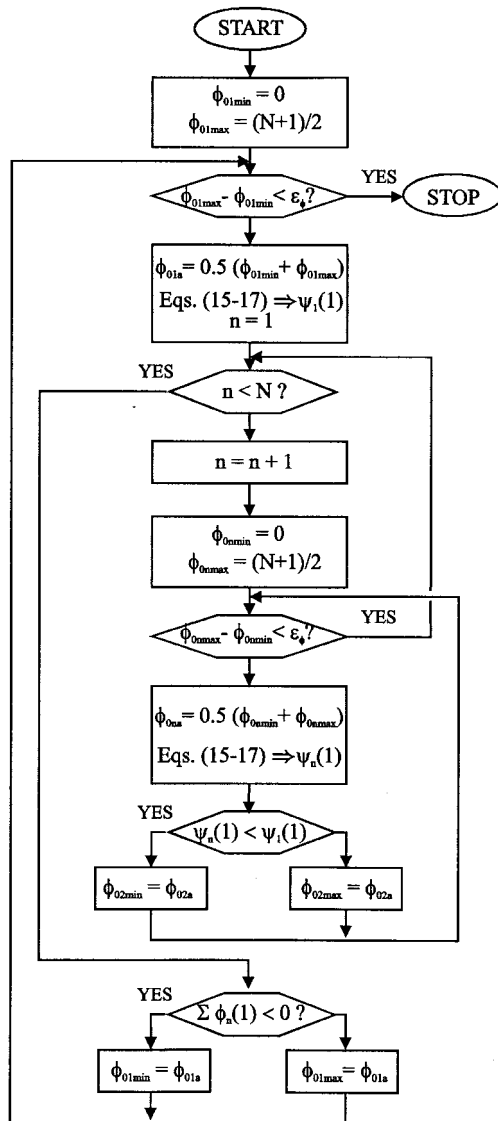 START
ϕ01min = 0
ϕ01max = (N+1)/2
ϕ01max - ϕ01min < εϕ?
YES
STOP
ϕ01a = 0.5 (ϕ01min + ϕ01max)
Eqs. (15-17) ⇒ ψ1(1)
n = 1
YES
n < N ?
n = n + 1
ϕ0nmin = 0
ϕ0nmax = (N+1)/2
ϕ0nmax - ϕ0nmin < εϕ?
YES
ϕ0na = 0.5 (ϕ0nmin + ϕ0nmax)
Eqs. (15-17) ⇒ ψn(1)
YES
ψn(1) < ψ1(1)
ϕ02min = ϕ02a
ϕ02max = ϕ02a
YES
Σ ϕn(1) < 0 ?
ϕ01min = ϕ01a
ϕ01max = ϕ01a